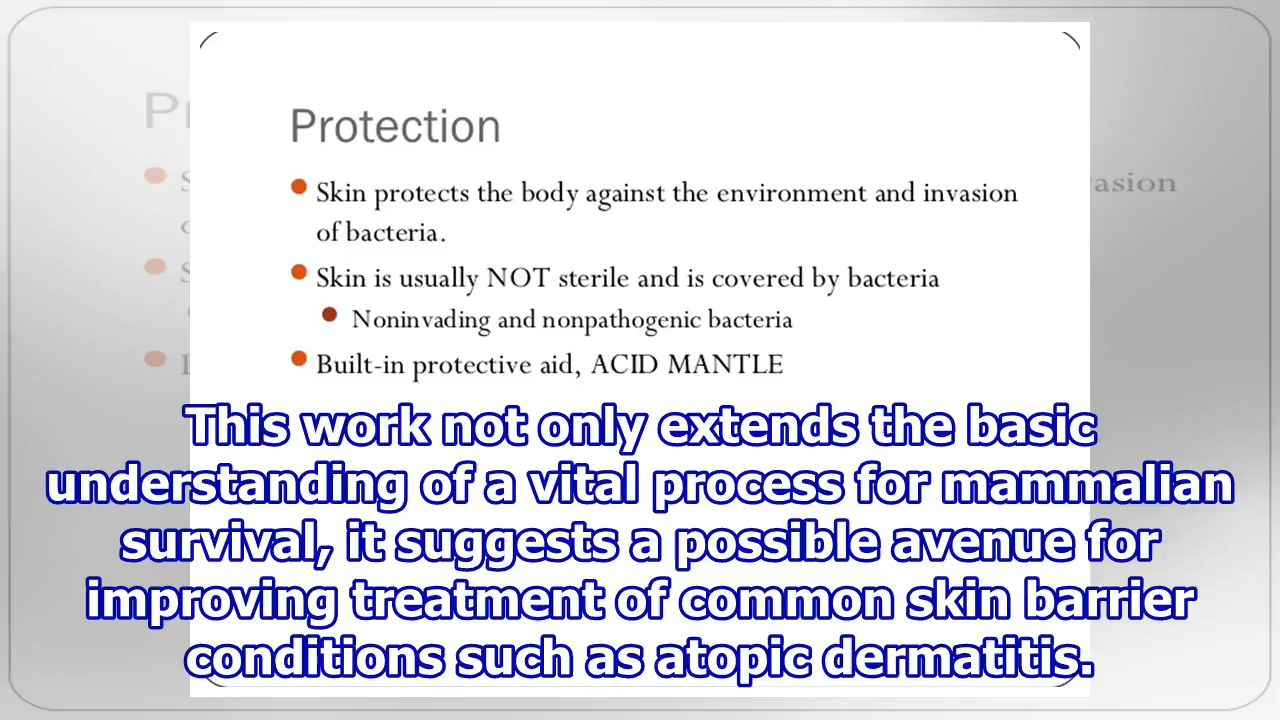 Protection
Skin protects the body against the environment and invasion
of bacteria.
Skin is usually NOT sterile and is covered by bacteria
Noninvading and nonpathogenic bacteria
Built-in protective aid, ACID MANTLE
This work not only extends the basic
understanding of a vital process for mammalian
survival, it suggests a possible avenue for
improving treatment of common skin barrier
conditions such as atopic dermatitis.